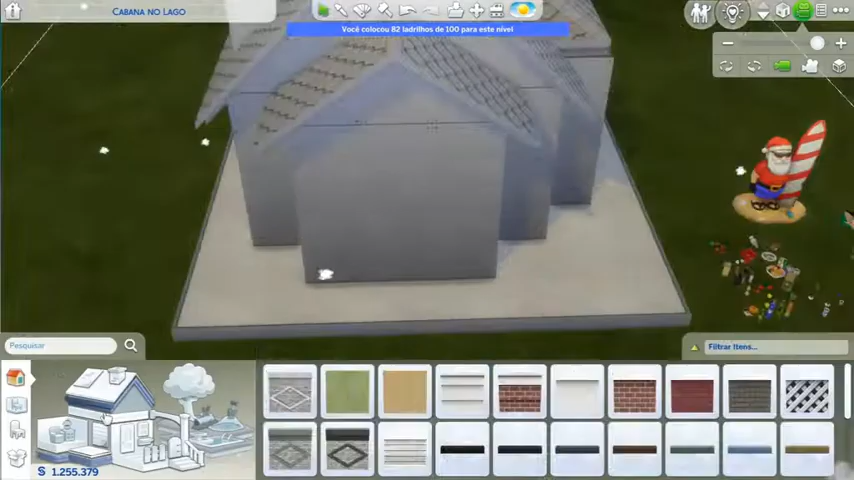 CABANA NO LAGO
Você colocou 82 ladrilhos de 100 para este nível
Pesquisar
Filtrar Itens...
S 1.255.379